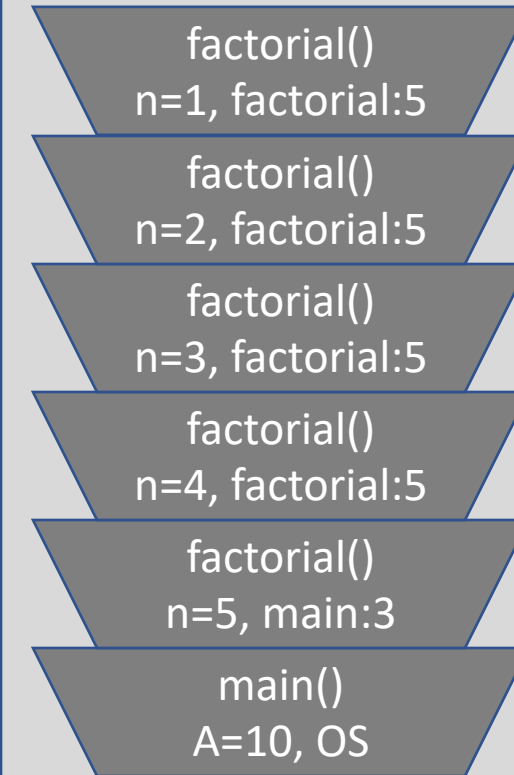 factorial()
n=1, factorial:5
factorial()
n=2, factorial:5
factorial()
n=3, factorial:5
factorial()
n=4, factorial:5
factorial()
n=5, main:3
main()
A=10, OS